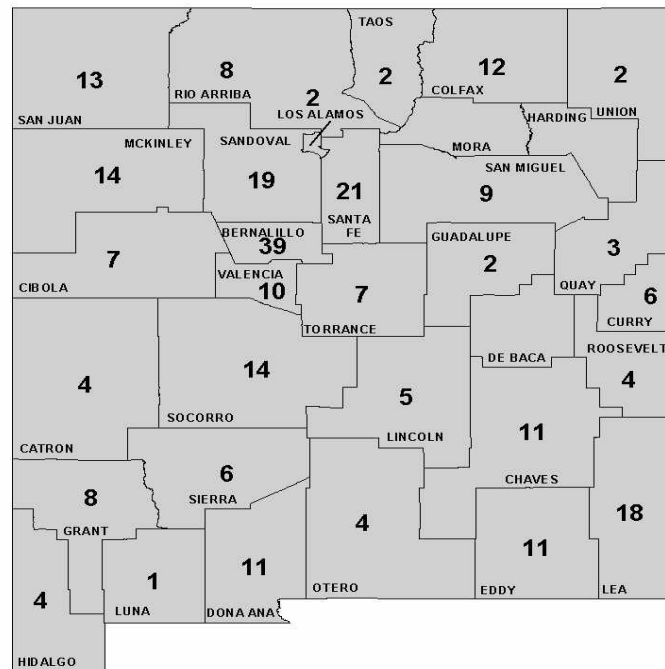 TAOS
13
8
2
12
2
SAN JUAN
RIO ARRIBA
2
COLFAX
UNION
LOS ALAMOS
HARDING
MCKINLEY
SANDOVAL
MORA
SAN MIGUEL
14
19
21
9
SANTA
FE
BERNALILLO
GUADALUPE
39
3
7
VALENCIA
2
10
7
QUAY
6
CIBOLA
TORRANCE
CURRY
DE BACA
ROOSEVELT
4
14
5
4
SOCORRO
LINCOLN
11
CATRON
6
8
SIERRA
CHAVES
GRANT
18
4
11
4
1
11
LUNA
DONA ANA
OTERO
EDDY
LEA
HIDALGO